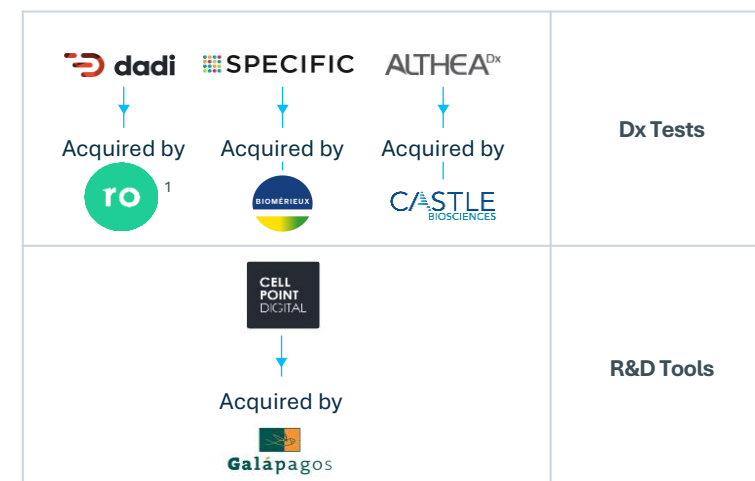 dadi
SPECIFIC
ALTHEA Dx
Acquired by
Acquired by
Acquired by
ro 1
BIOMÉRIEUX
CASTLE
BIOSCIENCES
Dx Tests
CELL
POINT
DIGITAL
Acquired by
Galápagos
R&D Tools